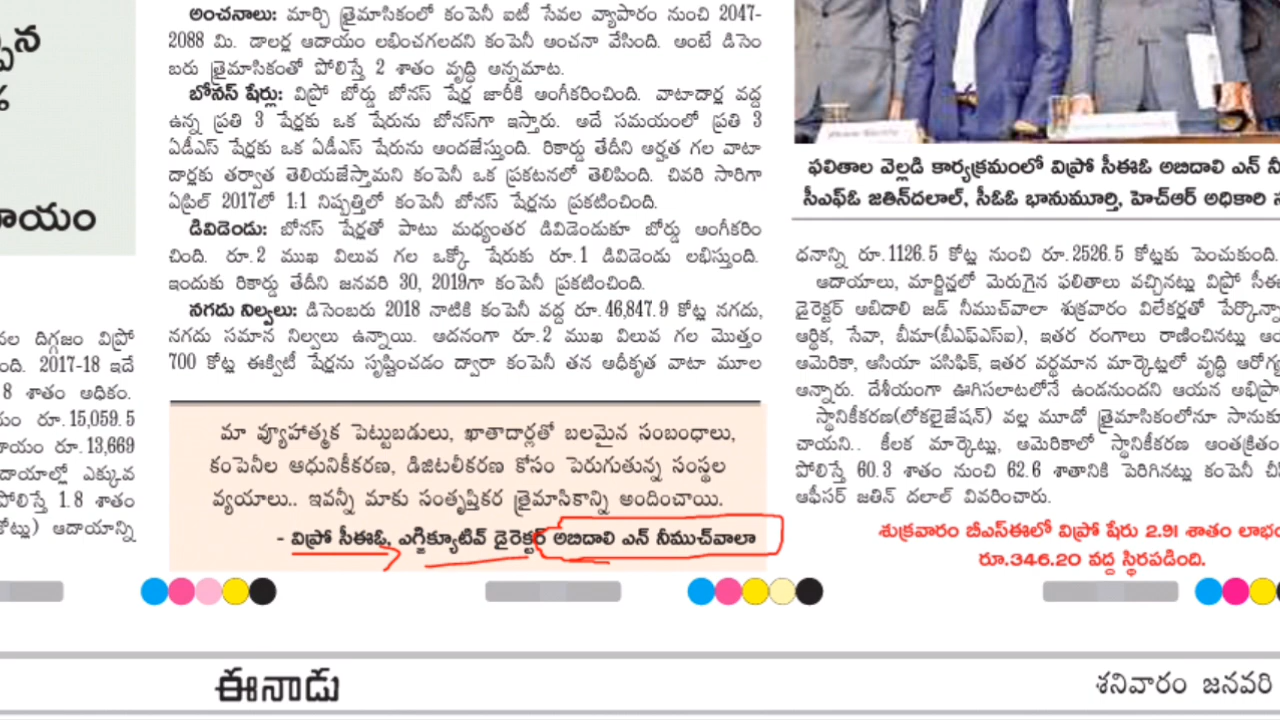 ాయం
అంచనాలు: మార్చి త్రైమాసికంలో కంపెనీ ఐటీ సేవల వ్యాపారం నుంచి 2047-
2088 మి. డాలర్ల ఆదాయం లభించగలదని కంపెనీ అంచనా వేసింది. అంటే డిసెం
బరు త్రైమాసికంతో పోలిస్తే 2 శాతం వృద్ధి అన్నమాట.
బోనస్ షేర్లు: విప్రో బోర్డు బోనస్ షేర్ల జారీకి అంగీకరించింది. వాటాదార్ల వద్ద
ఉన్న ప్రతి 3 షేర్లకు ఒక షేరును బోనస్‌గా ఇస్తారు. అదే సమయంలో ప్రతి 3
ఏడీఎస్ షేర్లకు ఒక ఏడీఎస్ షేరును అందజేస్తుంది. రికార్డు తేదీని అర్హత గల వాటా
దార్లకు తర్వాత తెలియజేస్తామని కంపెనీ ఒక ప్రకటనలో తెలిపింది. చివరి సారిగా
ఏప్రిల్ 2017లో 1:1 నిష్పత్తిలో కంపెనీ బోనస్ షేర్లను ప్రకటించింది.
డివిడెండు: బోనస్ షేర్లతో పాటు మధ్యంతర డివిడెండుకూ బోర్డు అంగీకరిం
చింది. రూ.2 ముఖ విలువ గల ఒక్కో షేరుకు రూ.1 డివిడెండు లభిస్తుంది.
ఇందుకు రికార్డు తేదీని జనవరి 30, 2019గా కంపెనీ ప్రకటించింది.
నగదు నిల్వలు: డిసెంబరు 2018 నాటికి కంపెనీ వద్ద రూ.46,847.9 కోట్ల నగదు,
నగదు సమాన నిల్వలు ఉన్నాయి. అదనంగా రూ.2 ముఖ విలువ గల మొత్తం
700 కోట్ల ఈక్విటీ షేర్లను సృష్టించడం ద్వారా కంపెనీ తన అధీకృత వాటా మూల
వల దిగ్గజం విప్రో
ంది. 2017-18 ఇదే
8 శాతం అధికం.
యం రూ.15,059.5
ాయం రూ.13,669
దాయాల్లో ఎక్కువ
పోలిస్తే 1.8 శాతం
కోట్లు) ఆదాయాన్ని
మా వ్యూహాత్మక పెట్టుబడులు, ఖాతాదార్లతో బలమైన సంబంధాలు,
కంపెనీల ఆధునికీకరణ, డిజిటలీకరణ కోసం పెరుగుతున్న సంస్థల
వ్యయాలు.. ఇవన్నీ మాకు సంతృప్తికర త్రైమాసికాన్ని అందించాయి.
- విప్రో సీఈఓ, ఎగ్జిక్యూటివ్ డైరెక్టర్ అబిదాలి ఎన్ నీముచ్‌వాలా
ఫలితాల వెల్లడి కార్యక్రమంలో విప్రో సీఈఓ అబిదాలి ఎన్ నీ
సీఎఫ్ఓ జతిన్‌దలాల్, సీఓఓ భానుమూర్తి, హెచ్ఆర్ అధికారి
ధనాన్ని రూ.1126.5 కోట్ల నుంచి రూ.2526.5 కోట్లకు పెంచుకుంది.
ఆదాయాలు, మార్జిన్లలో మెరుగైన ఫలితాలు వచ్చినట్లు విప్రో సీఈ
డైరెక్టర్ అబిదాలి జడ్ నీముచ్‌వాలా శుక్రవారం విలేకర్లతో పేర్కొన్నా
ఆర్థిక, సేవా, బీమా(బీఎఫ్ఎస్ఐ), ఇతర రంగాలు రాణించినట్లు ఆ
అమెరికా, ఆసియా పసిఫిక్, ఇతర వర్థమాన మార్కెట్లలో వృద్ధి ఆరోగ్య
అన్నారు. దేశీయంగా ఊగిసలాటలోనే ఉండనుందని ఆయన అభిప్రా
స్థానికీకరణ(లోకలైజేషన్) వల్ల మూడో త్రైమాసికంలోనూ సానుకు
చాయని.. కీలక మార్కెట్లు, అమెరికాలో స్థానికీకరణ ఆంతక్రితం
పోలిస్తే 60.3 శాతం నుంచి 62.6 శాతానికి పెరిగినట్లు కంపెనీ చీ
ఆఫీసర్ జతిన్ దలాల్ వివరించారు.
శుక్రవారం బీఎస్ఈలో విప్రో షేరు 2.91 శాతం లాభం
రూ.346.20 వద్ద స్థిరపడింది.
ఈనాడు
శనివారం జనవరి